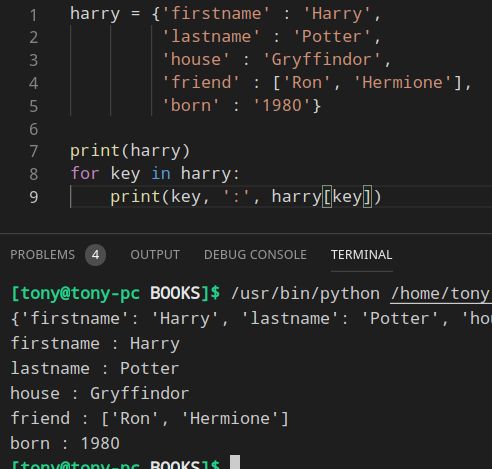 1 harry = {'firstname' : 'Harry',
2 'lastname' : 'Potter',
3 'house' : 'Gryffindor',
4 'friend' : ['Ron', 'Hermione'],
5 'born' : '1980'}
6
7 print(harry)
8 for key in harry:
9 print(key, ':', harry[key])
PROBLEMS 4 OUTPUT DEBUG CONSOLE TERMINAL
[tony@tony-pc BOOKS]$ /usr/bin/python /home/tony
{'firstname': 'Harry', 'lastname': 'Potter', 'hou
firstname : Harry
lastname : Potter
house : Gryffindor
friend : ['Ron', 'Hermione']
born : 1980
[tony@tony-pc BOOKS]$